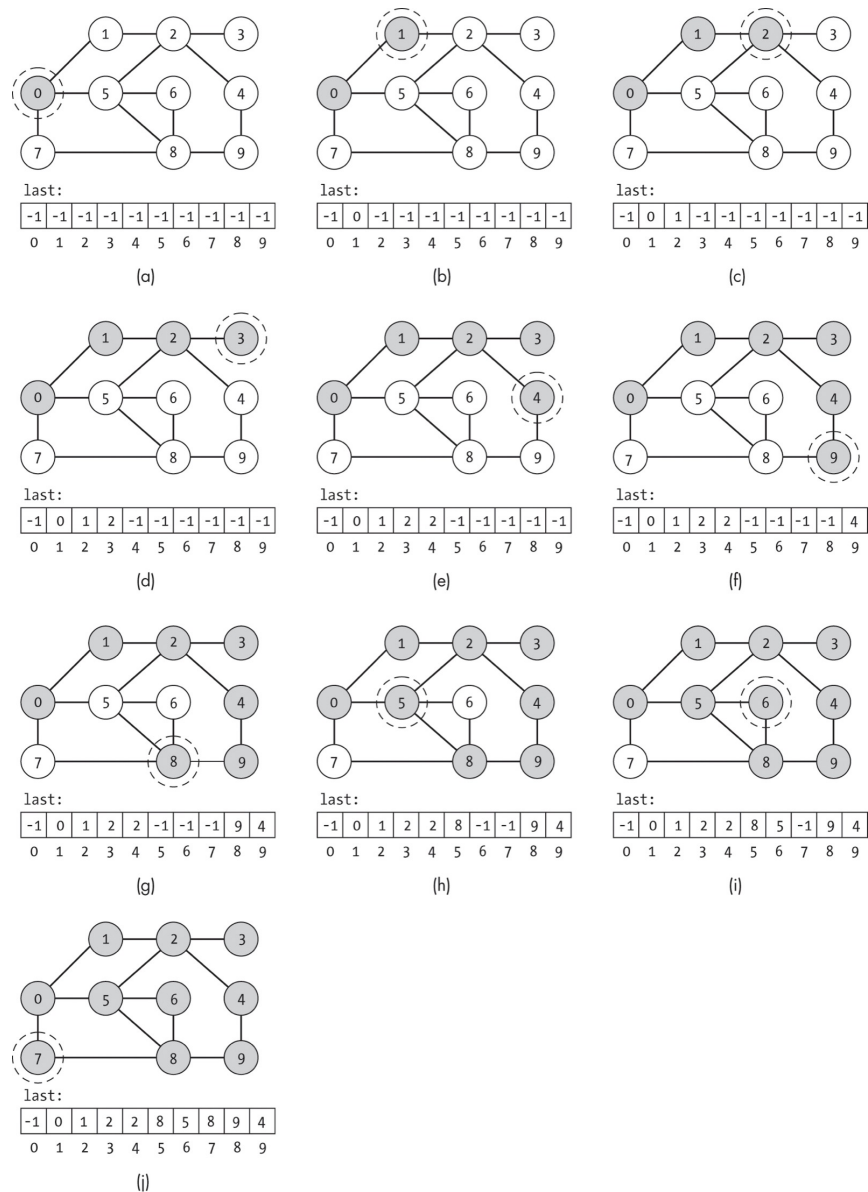 1 2 3
0 5 6 4
7 8 9
last:
-1 -1 -1 -1 -1 -1 -1 -1 -1 -1
0 1 2 3 4 5 6 7 8 9
(a)
1 2 3
0 5 6 4
7 8 9
last:
-1 0 -1 -1 -1 -1 -1 -1 -1 -1
0 1 2 3 4 5 6 7 8 9
(b)
1 2 3
0 5 6 4
7 8 9
last:
-1 0 1 -1 -1 -1 -1 -1 -1 -1
0 1 2 3 4 5 6 7 8 9
(c)
1 2 3
0 5 6 4
7 8 9
last:
-1 0 1 2 -1 -1 -1 -1 -1 -1
0 1 2 3 4 5 6 7 8 9
(d)
1 2 3
0 5 6 4
7 8 9
last:
-1 0 1 2 2 -1 -1 -1 -1 -1
0 1 2 3 4 5 6 7 8 9
(e)
1 2 3
0 5 6 4
7 8 9
last:
-1 0 1 2 2 -1 -1 -1 -1 4
0 1 2 3 4 5 6 7 8 9
(f)
1 2 3
0 5 6 4
7 8 9
last:
-1 0 1 2 2 -1 -1 -1 9 4
0 1 2 3 4 5 6 7 8 9
(g)
1 2 3
0 5 6 4
7 8 9
last:
-1 0 1 2 2 8 -1 -1 9 4
0 1 2 3 4 5 6 7 8 9
(h)
1 2 3
0 5 6 4
7 8 9
last:
-1 0 1 2 2 8 5 -1 9 4
0 1 2 3 4 5 6 7 8 9
(i)
1 2 3
0 5 6 4
7 8 9
last:
-1 0 1 2 2 8 5 8 9 4
0 1 2 3 4 5 6 7 8 9
(j)